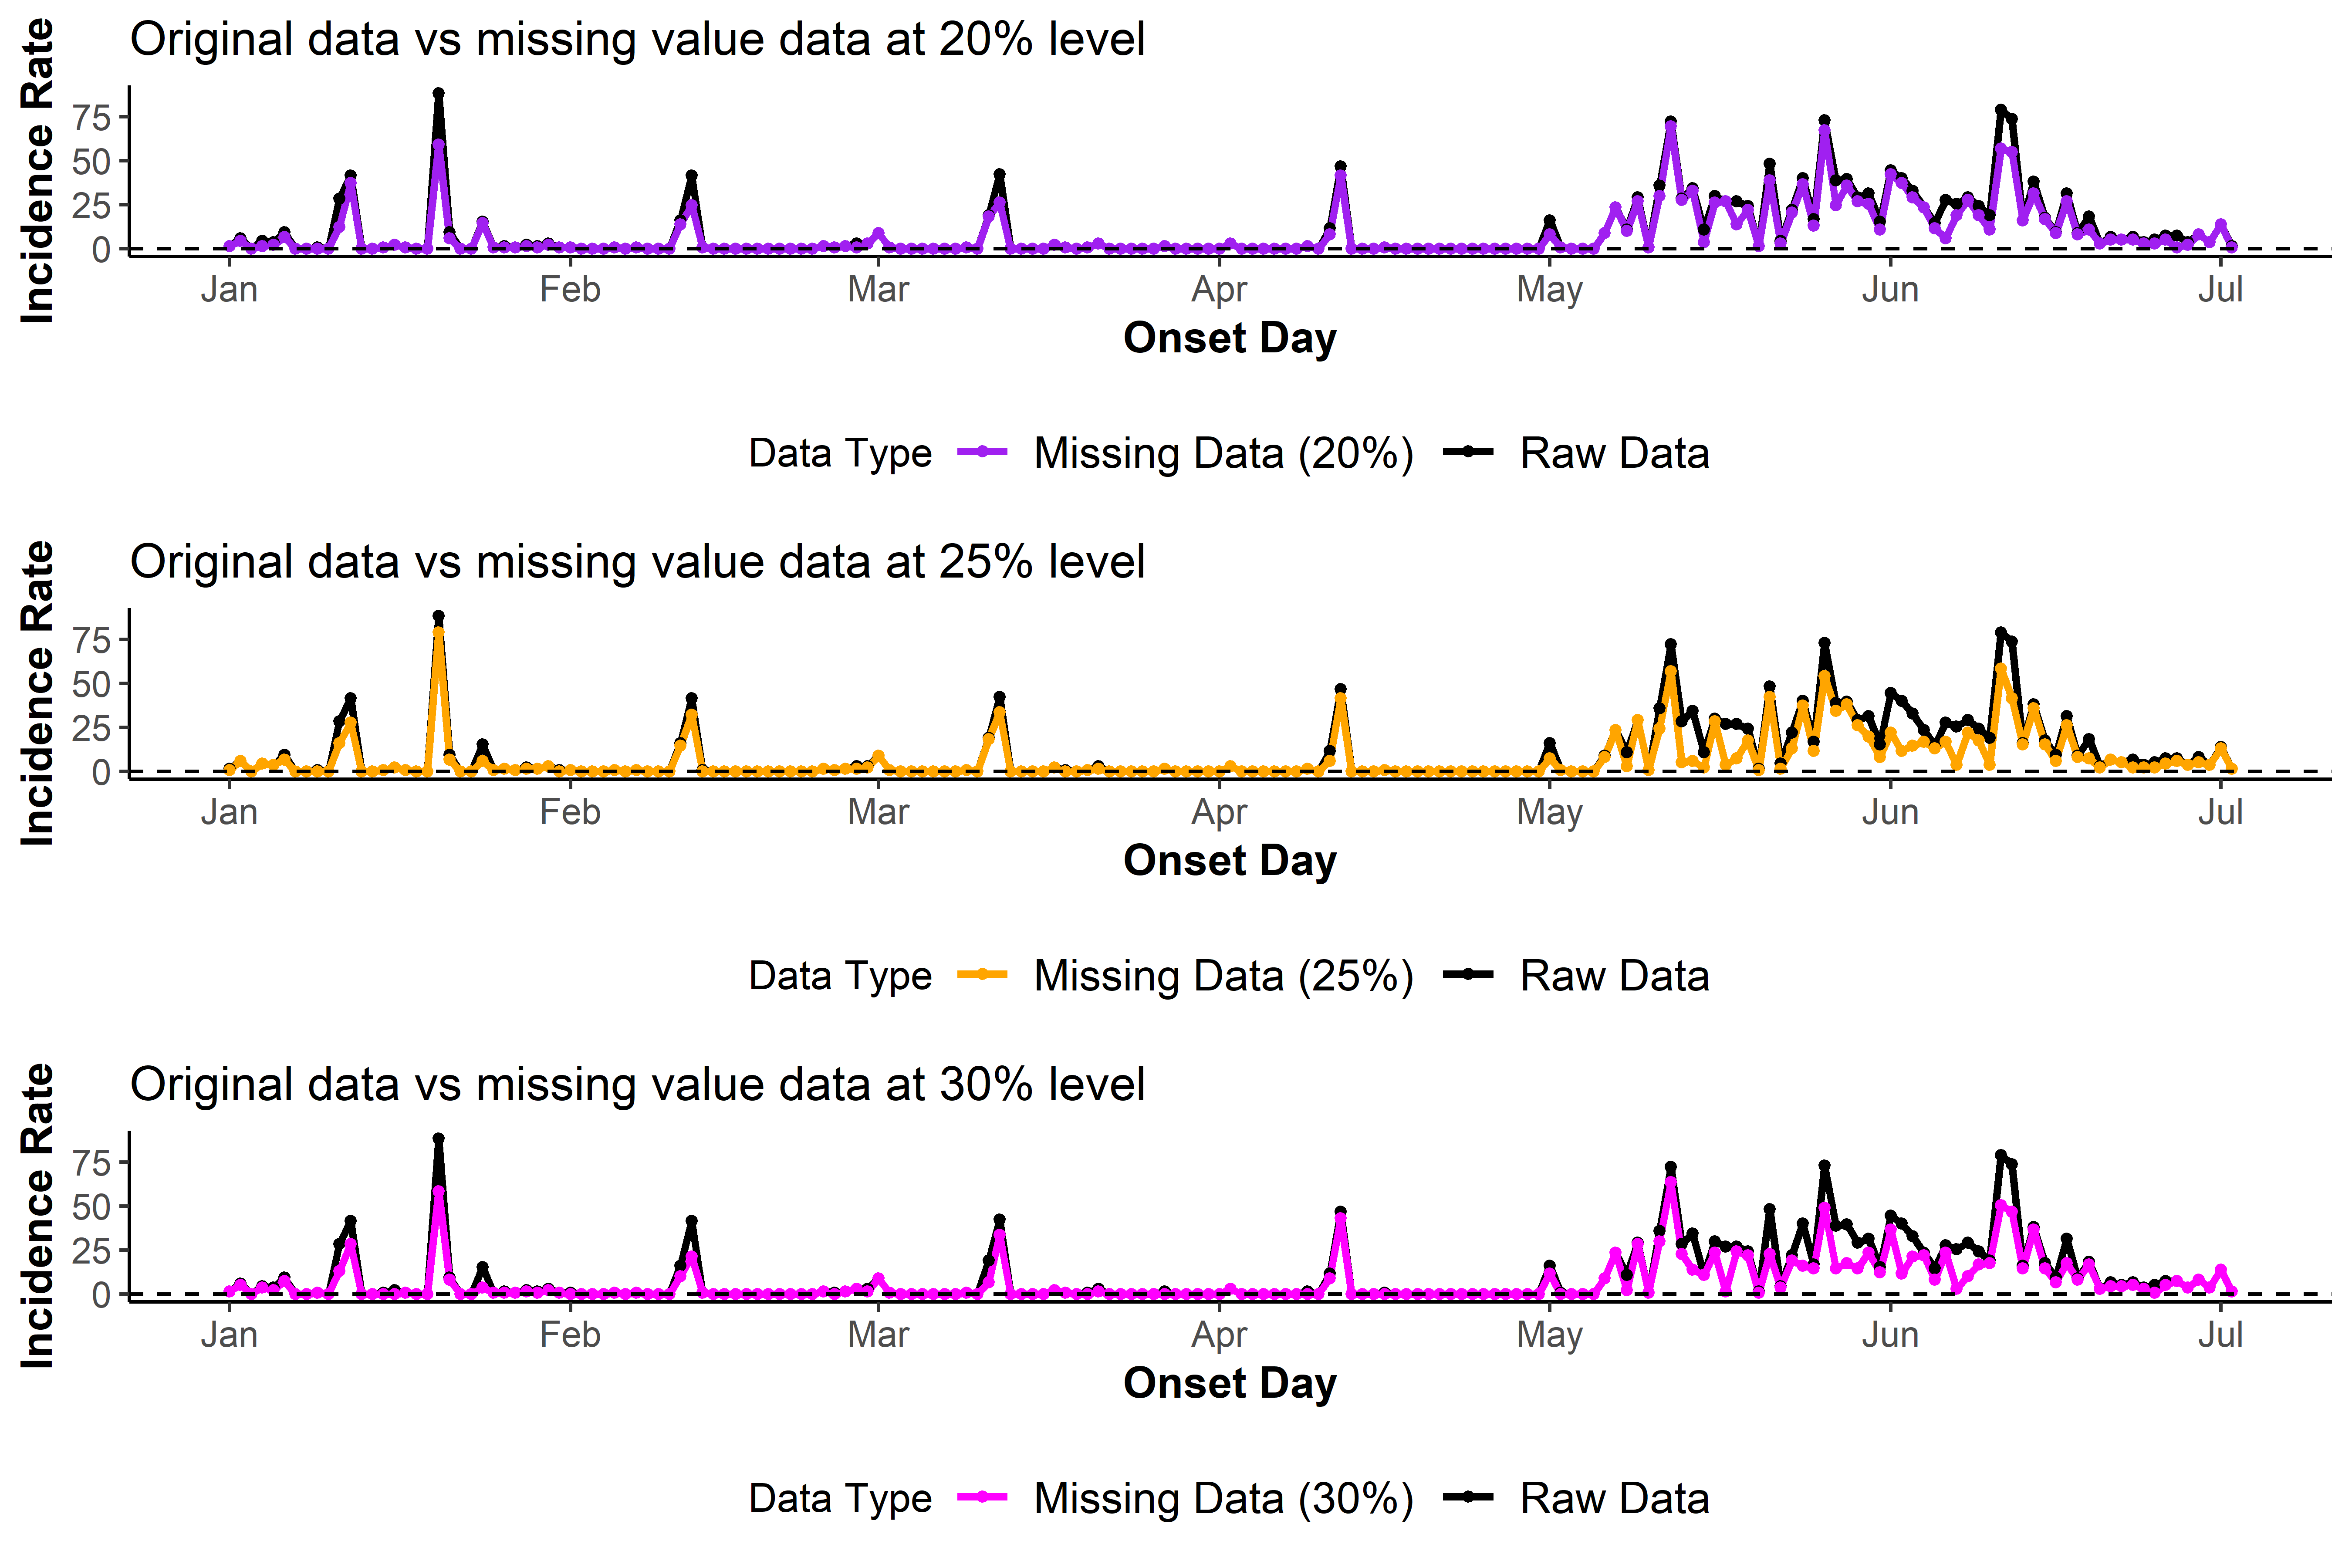 Original data vs missing value data at 20% level
Incidence Rate
75
50
25
0
Jan Feb Mar Apr May Jun Jul
Onset Day
Data Type Missing Data (20%) Raw Data
Original data vs missing value data at 25% level
Incidence Rate
75
50
25
0
Jan Feb Mar Apr May Jun Jul
Onset Day
Data Type Missing Data (25%) Raw Data
Original data vs missing value data at 30% level
Incidence Rate
75
50
25
0
Jan Feb Mar Apr May Jun Jul
Onset Day
Data Type Missing Data (30%) Raw Data